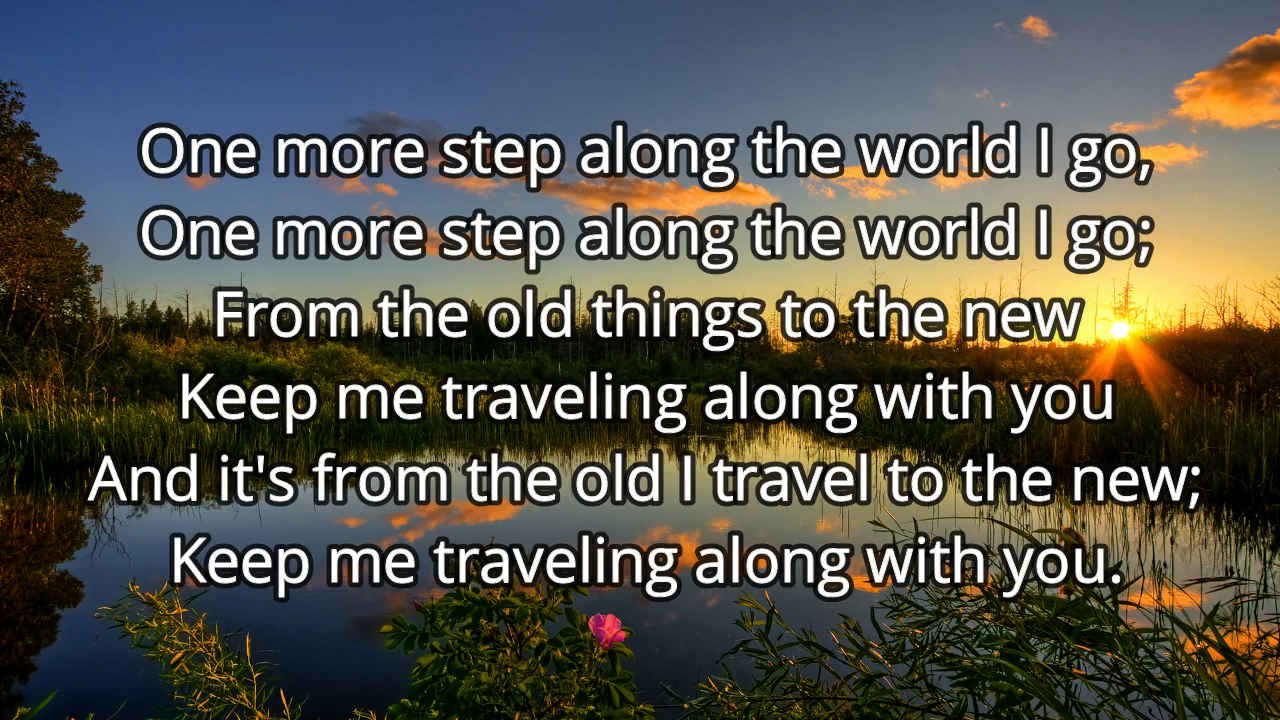 One more step along the world I go,
One more step along the world I go;
From the old things to the new
Keep me traveling along with you
And it's from the old I travel to the new;
Keep me traveling along with you.